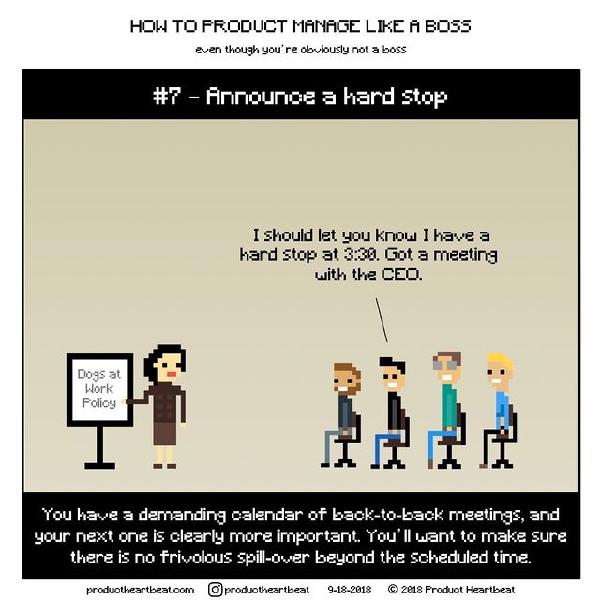 HOW TO PRODUCT MANAGE LIKE A BOSS
even though you're obviously not a boss
#7 - Announce a hard stop
I should let you know I have a
hard stop at 3:30. Got a meeting
with the CEO.
Dogs at
Work
Policy
You have a demanding calendar of back-to-back meetings, and
your next one is clearly more important. You'll want to make sure
there is no frivolous spill-over beyond the scheduled time.
productheartbeat.com productheartbeat 9-18-2018 © 2018 Product Heartbeat